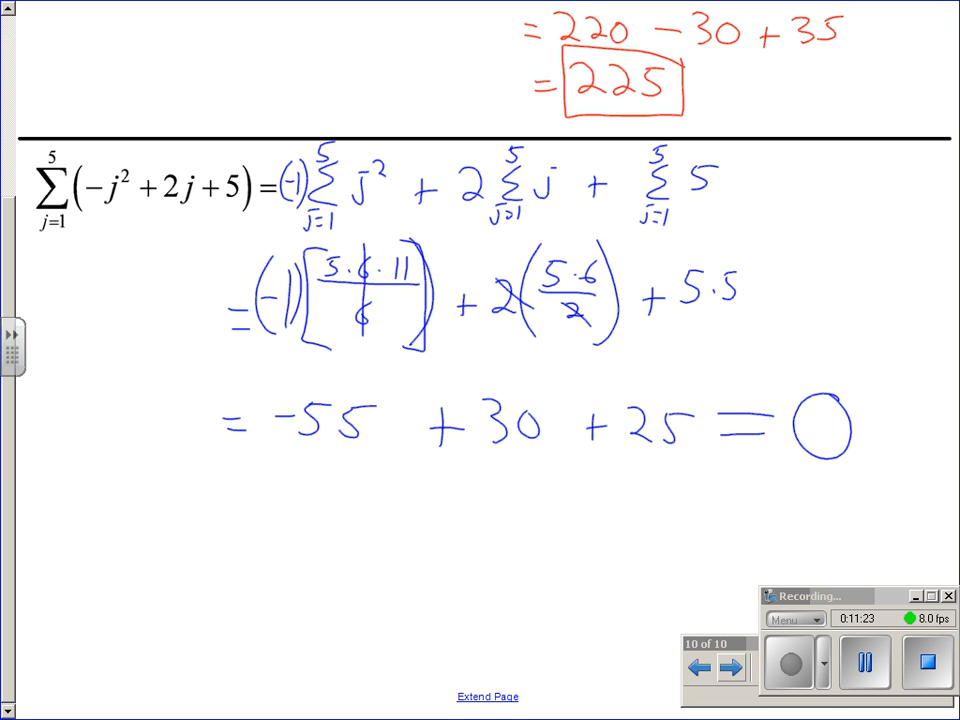 = 220 - 30 + 35
= 225
5 ∑ j=1 (-j² + 2j + 5) = (-1) 5 ∑ j=1 j² + 2 5 ∑ j=1 j + 5 ∑ j=1 5
= (-1) [5·6·11 / 6] + 2 (5·6 / 2) + 5·5
= -55 + 30 + 25 = 0
Recording...
Menu 0:11:23 8.0 fps
10 of 10
Extend Page